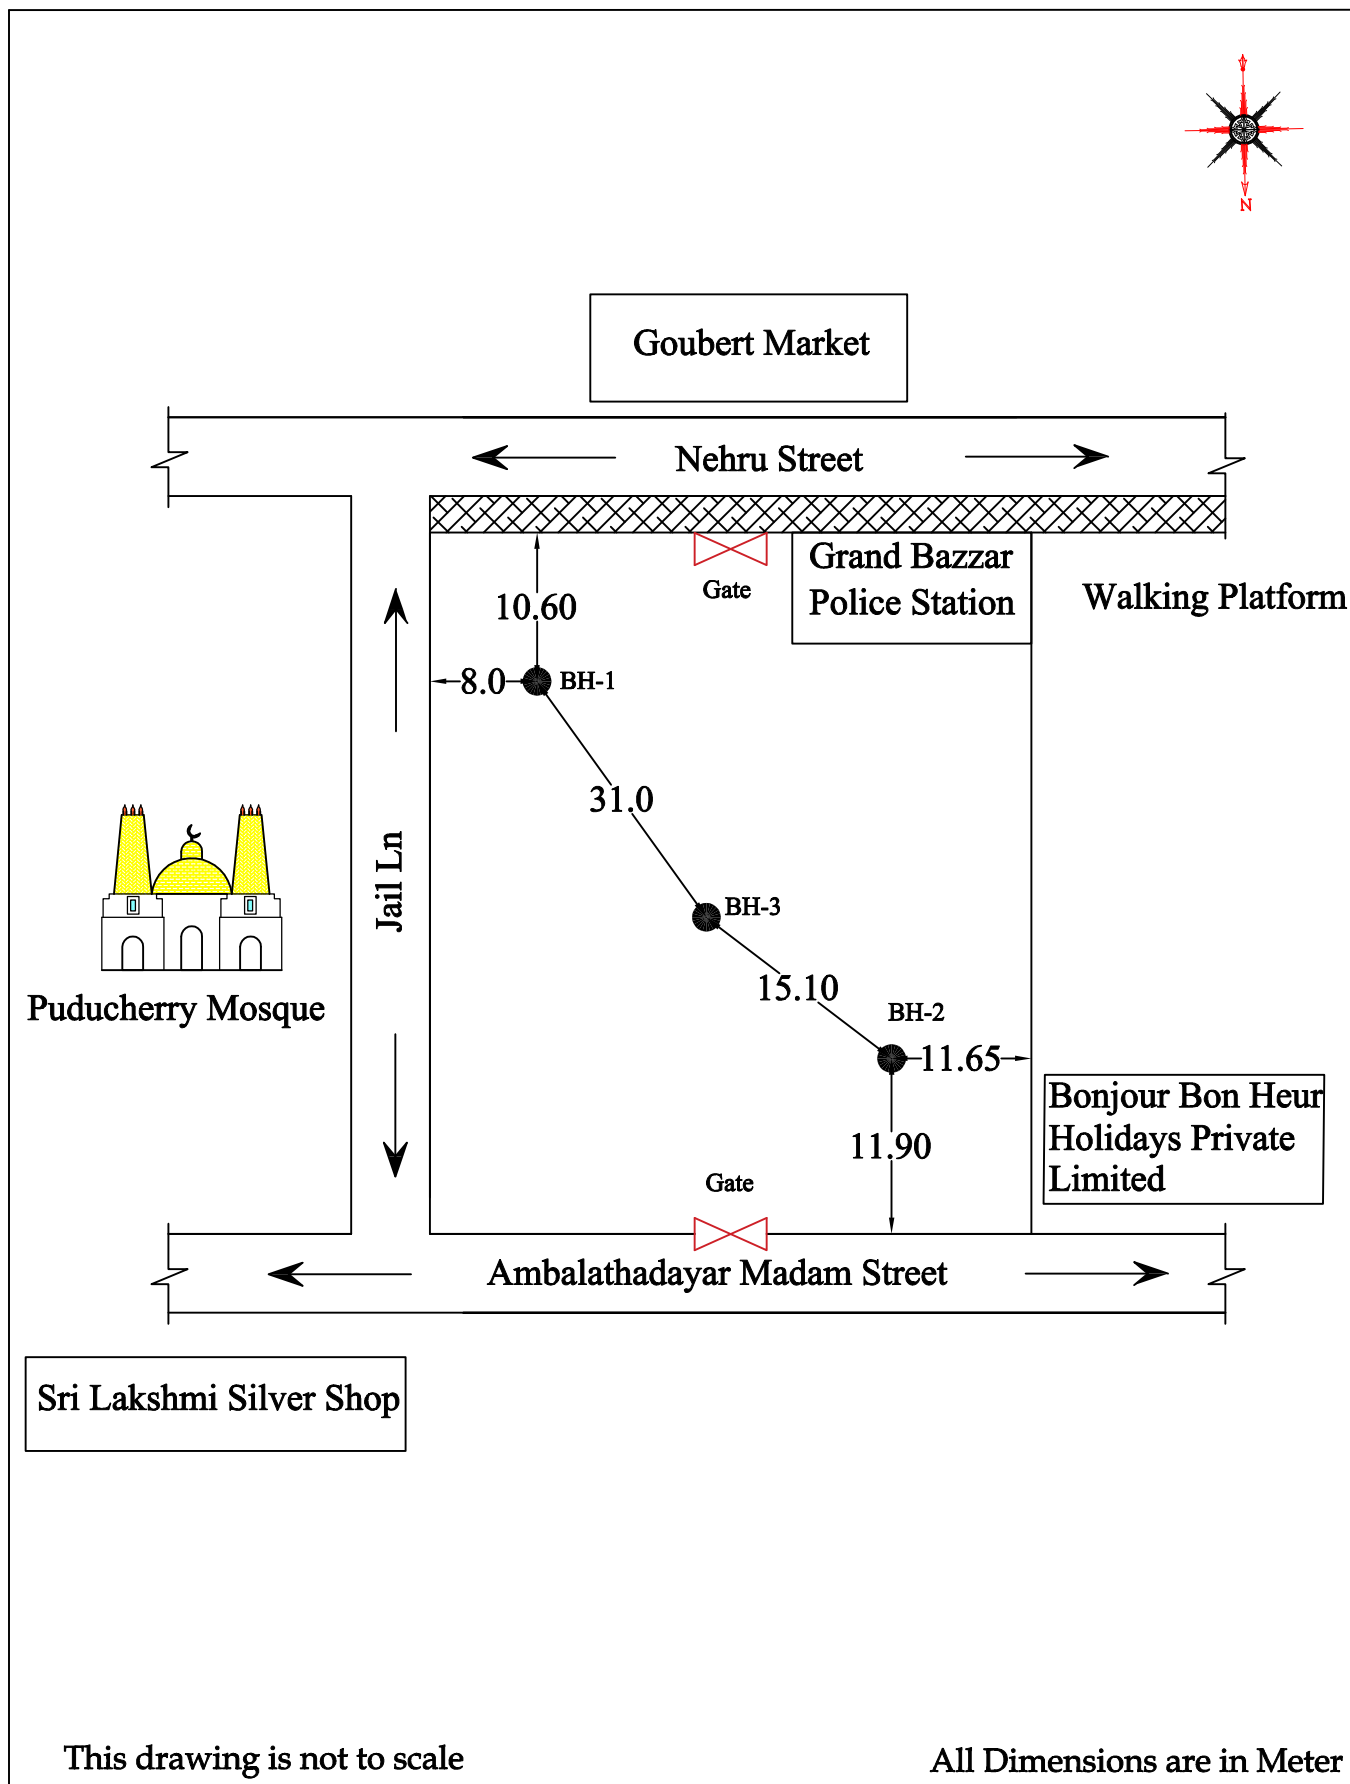 N
Goubert Market
Nehru Street
Grand Bazzar
Police Station
Gate
Walking Platform
10.60
8.0
BH-1
31.0
Jail Ln
BH-3
15.10
Puducherry Mosque
BH-2
11.65
11.90
Bonjour Bon Heur
Holidays Private
Limited
Gate
Ambalathadayar Madam Street
Sri Lakshmi Silver Shop
This drawing is not to scale
All Dimensions are in Meter